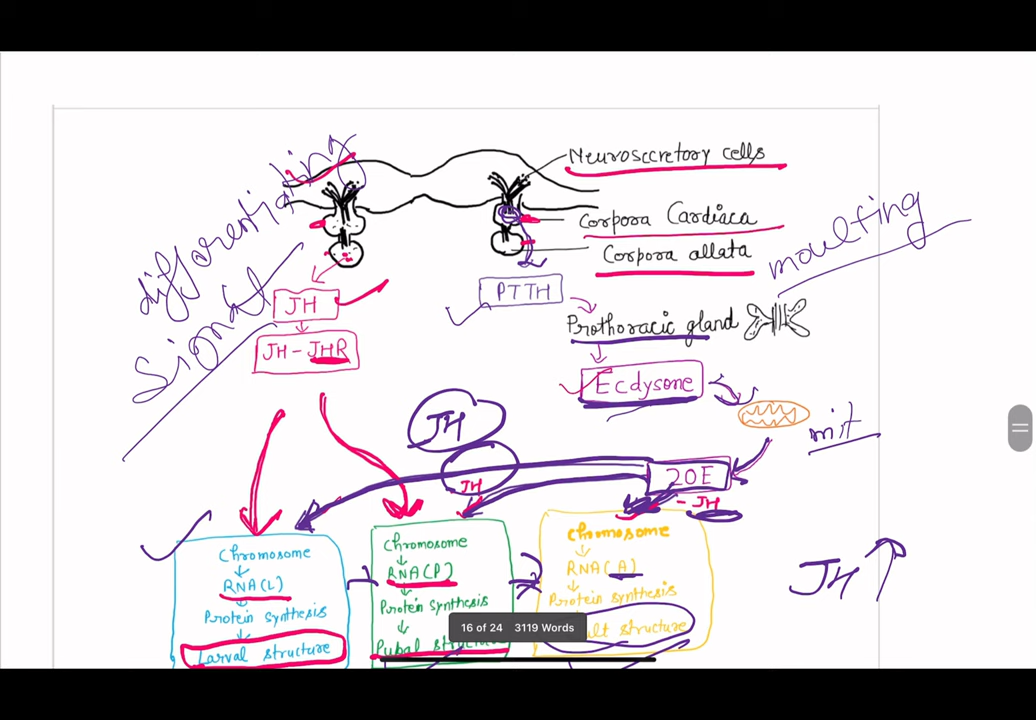 differentiating
Signal
Neurosecretory cells
Corpora Cardiaca
Corpora allata
moulting
JH
PTTH
JH-JHR
Prothoracic gland
Ecdysone
JH
mit
JH
20E
- JH
JH
Chromosome
RNA(L)
Protein synthesis
Larval structure
Chromosome
RNA(P)
Protein synthesis
Pupal
Chromosome
RNA (A)
Protein synthesis
structure
16 of 24 3119 Words